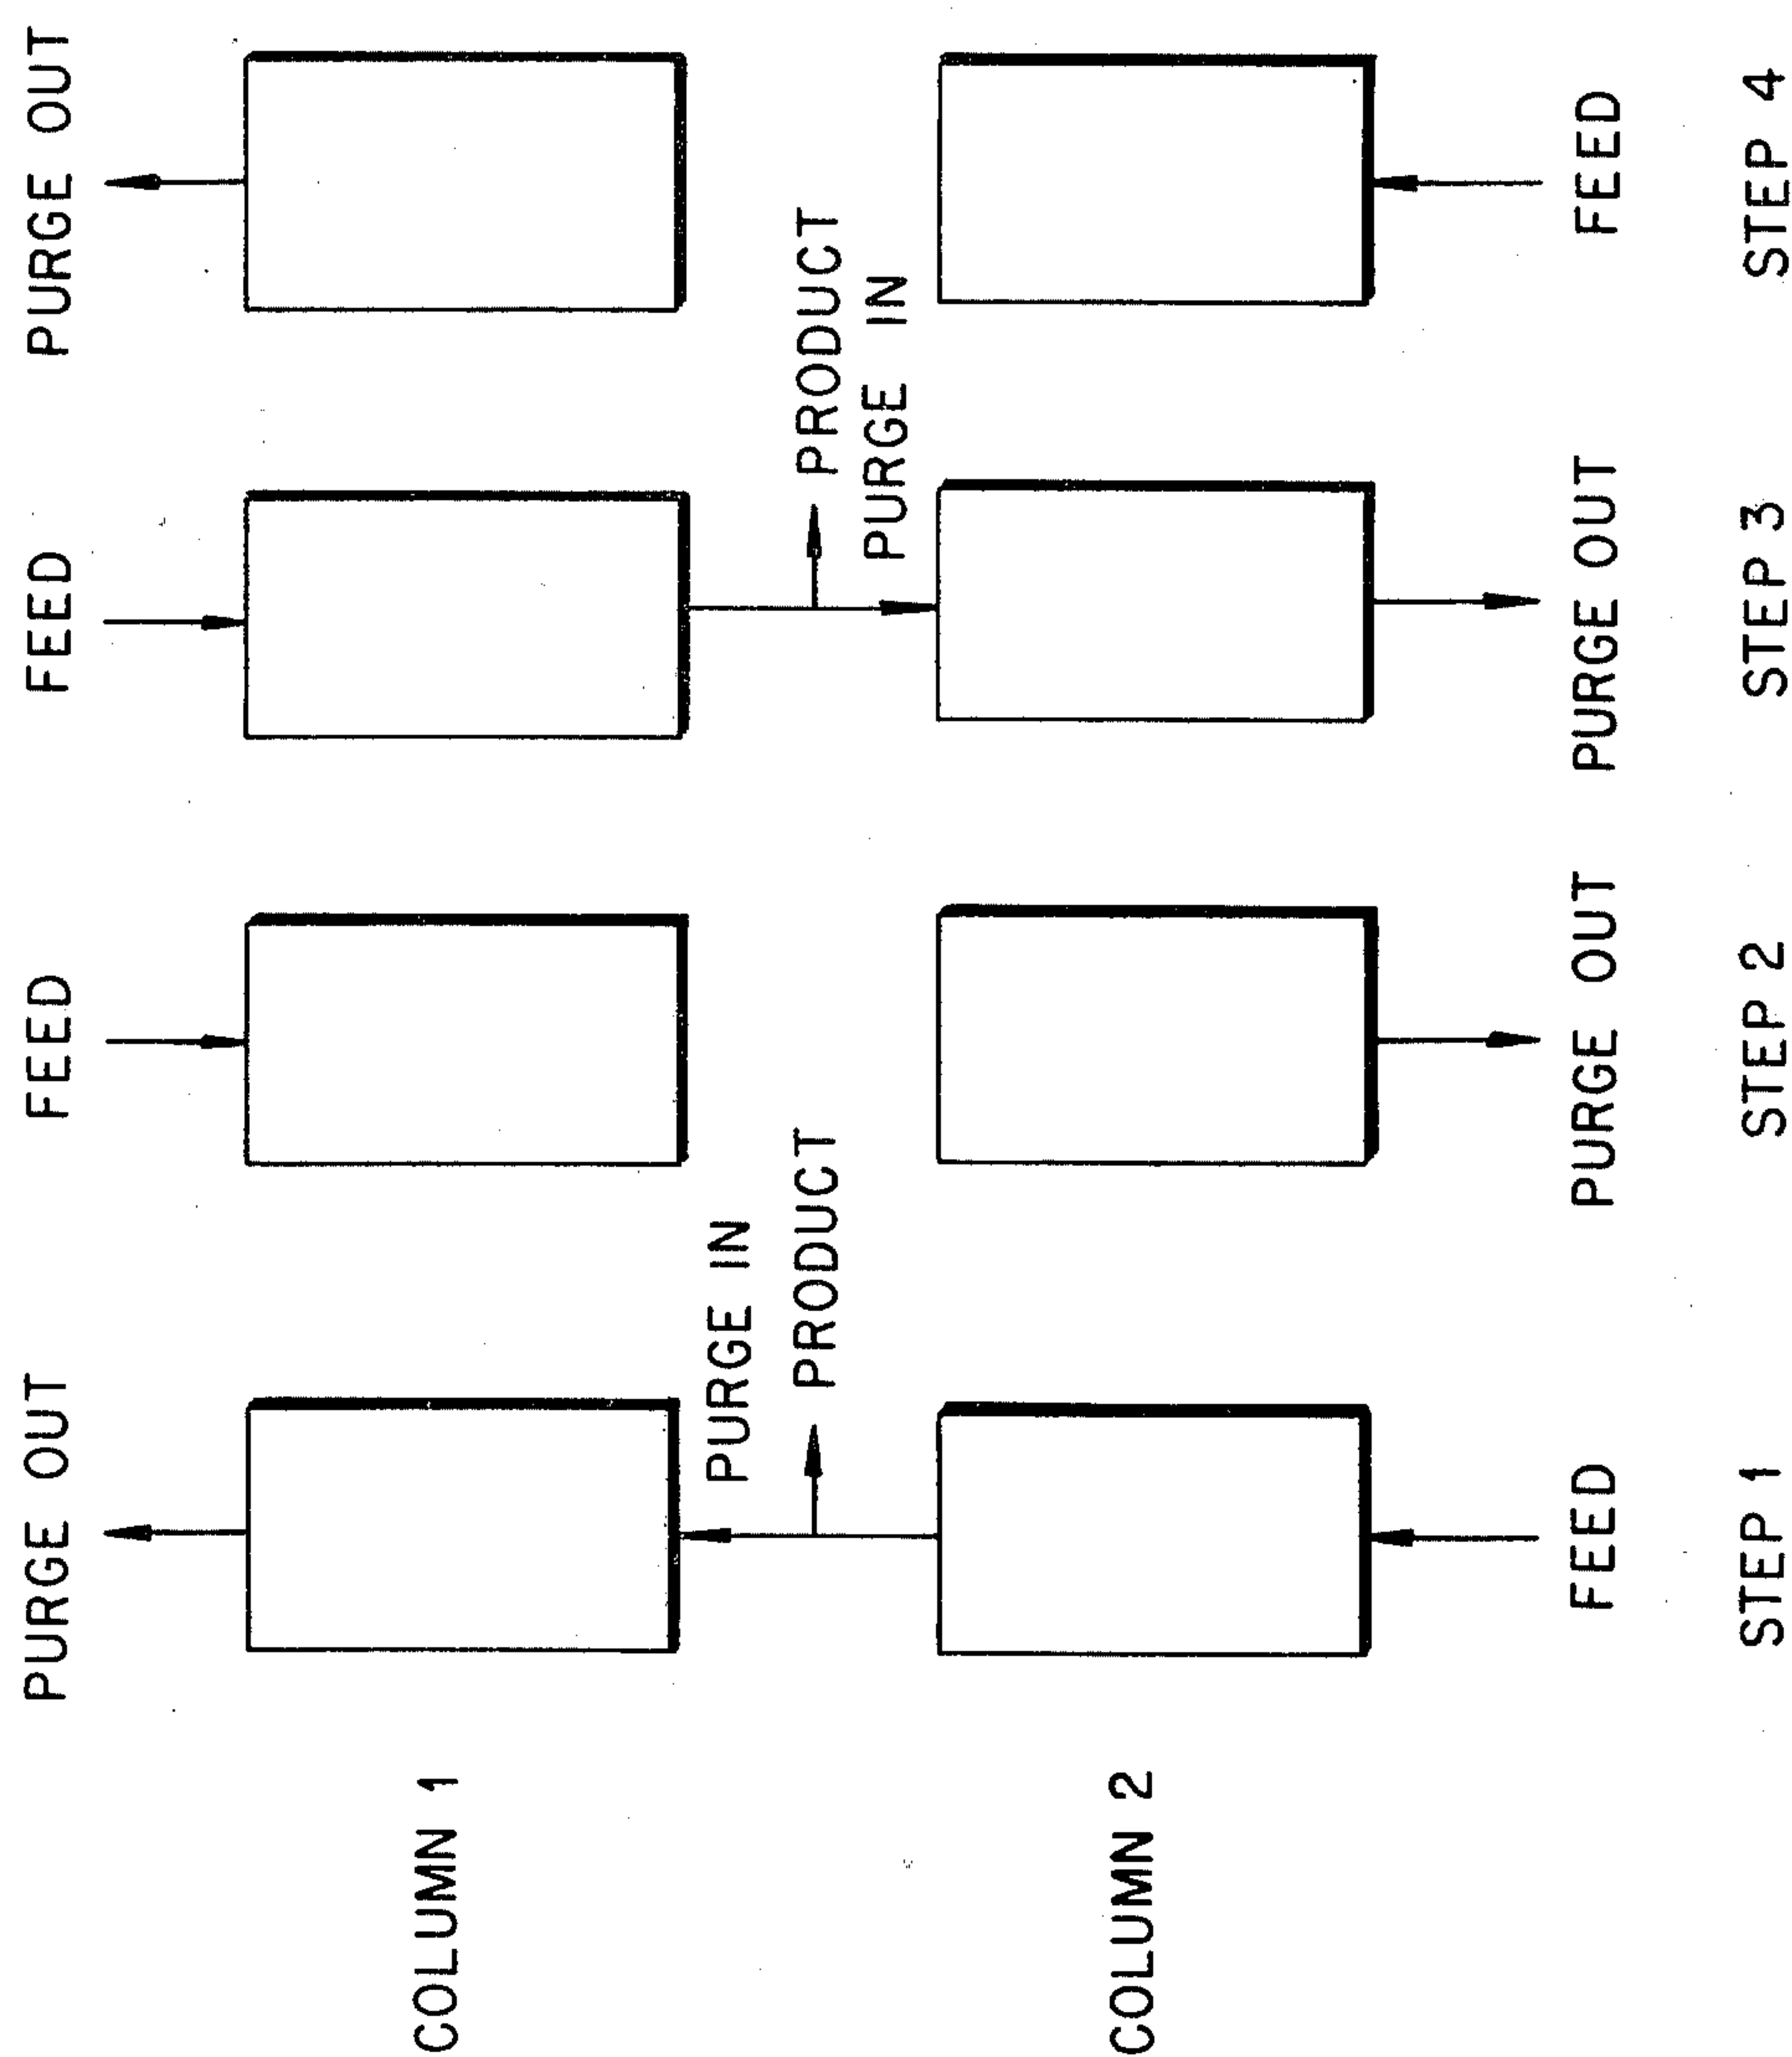 PURGE OUT FEED FEED PURGE OUT
COLUMN 1
PURGE IN
PRODUCT PRODUCT
PURGE IN
COLUMN 2
FEED PURGE OUT PURGE OUT FEED
STEP 1 STEP 2 STEP 3 STEP 4